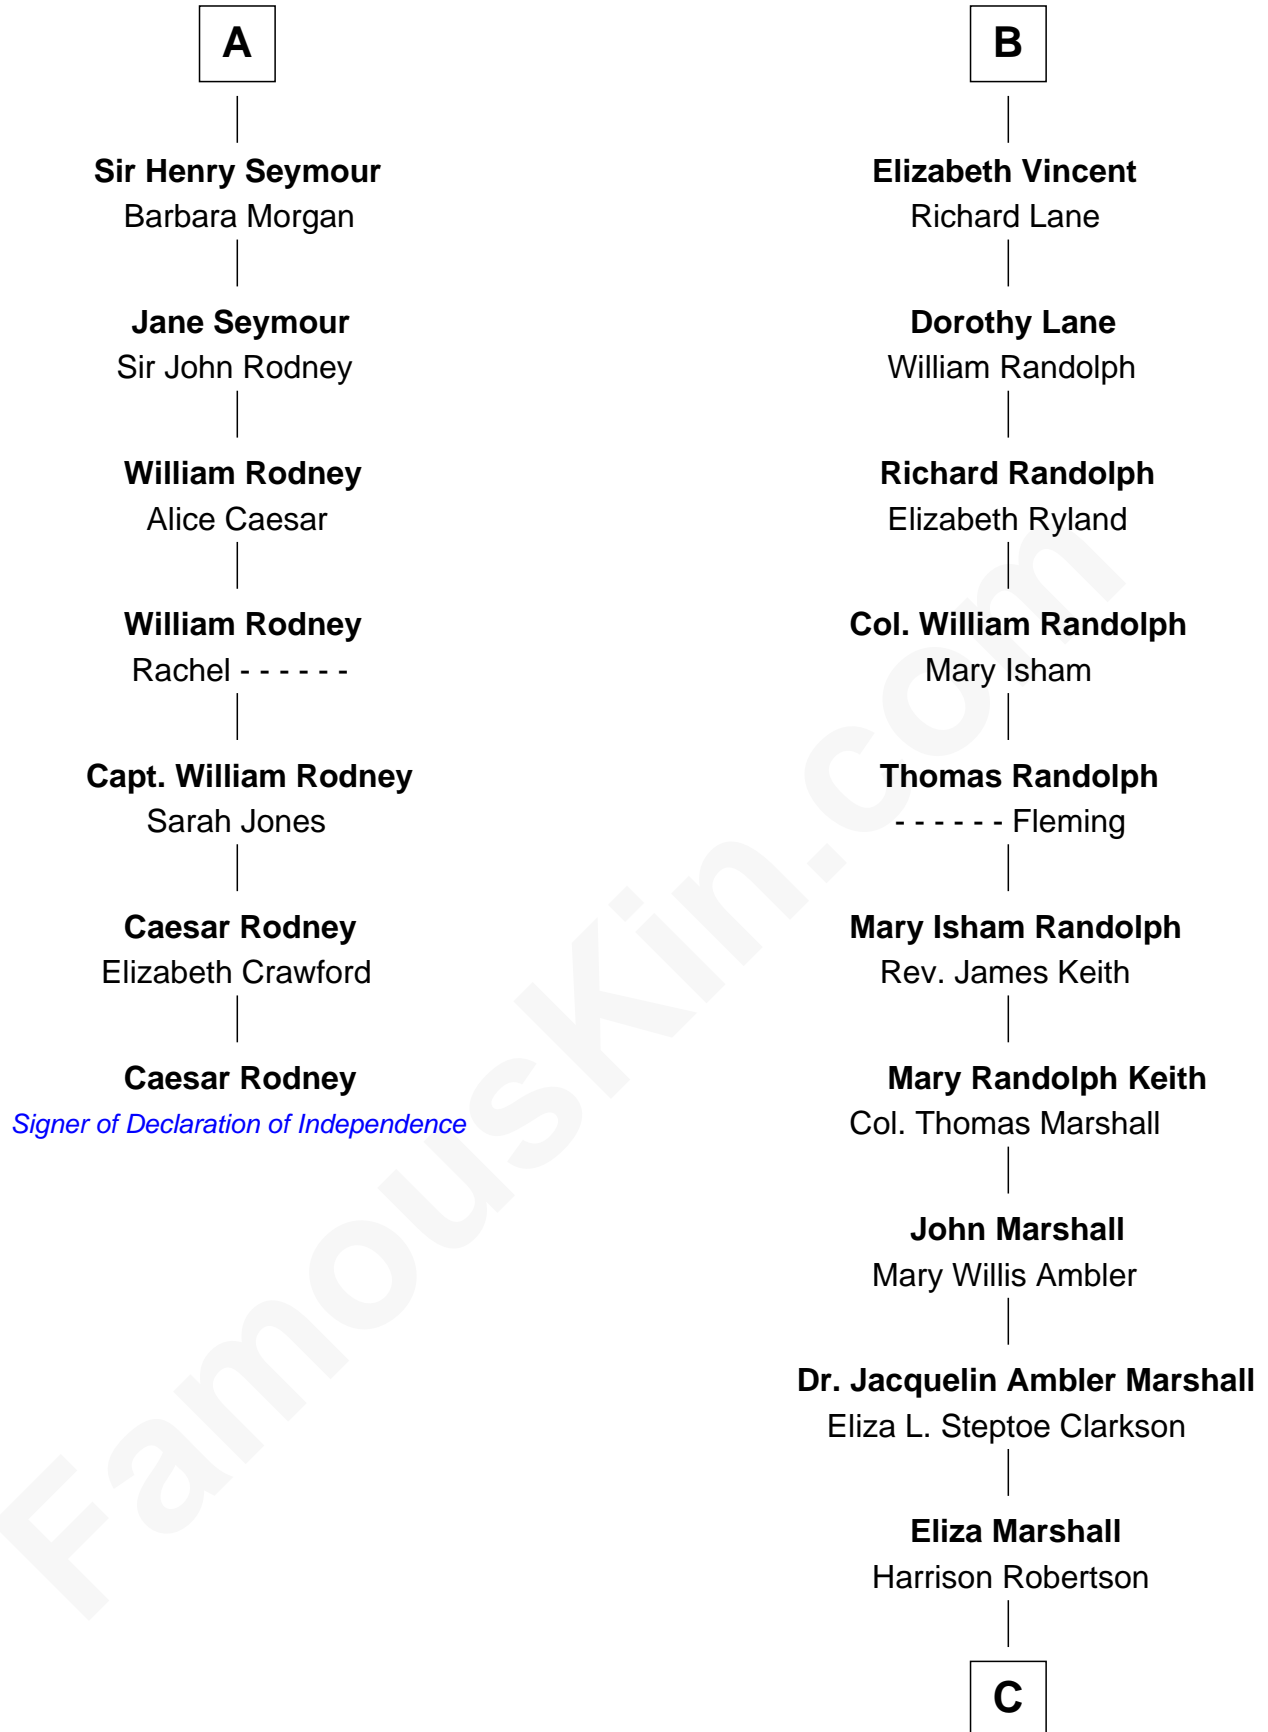 A
Sir Henry Seymour
Barbara Morgan
Jane Seymour
Sir John Rodney
William Rodney
Alice Caesar
William Rodney
Rachel - - - - - -
Capt. William Rodney
Sarah Jones
Caesar Rodney
Elizabeth Crawford
Caesar Rodney
Signer of Declaration of Independence
B
Elizabeth Vincent
Richard Lane
Dorothy Lane
William Randolph
Richard Randolph
Elizabeth Ryland
Col. William Randolph
Mary Isham
Thomas Randolph
- - - - - - Fleming
Mary Isham Randolph
Rev. James Keith
Mary Randolph Keith
Col. Thomas Marshall
John Marshall
Mary Willis Ambler
Dr. Jacquelin Ambler Marshall
Eliza L. Steptoe Clarkson
Eliza Marshall
Harrison Robertson
C
FamousKin.com